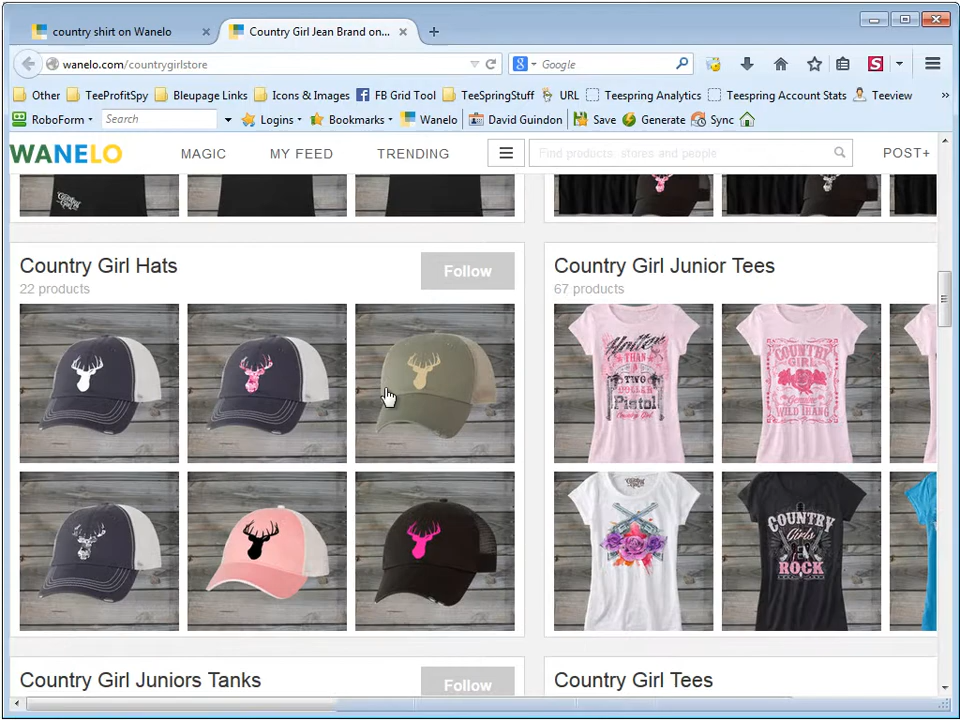 country shirt on Wanelo
Country Girl Jean Brand on...
wanelo.com/countrygirlstore
Google
Other
TeeProfitSpy
Bleupage Links
Icons & Images
FB Grid Tool
TeeSpringStuff
URL
Teespring Analytics
Teespring Account Stats
Teeview
RoboForm
Search
Logins
Bookmarks
Wanelo
David Guindon
Save
Generate
Sync
WANELO
MAGIC
MY FEED
TRENDING
Find products, stores and people
POST+
Country Girl Hats
22 products
Follow
Country Girl Junior Tees
67 products
Hotter
THAN A
TWO
DOLLAR
Pistol
Country Girl
COUNTRY
GIRL
WILD THANG
COUNTRY
Girls
ROCK
Country Girl Juniors Tanks
Follow
Country Girl Tees